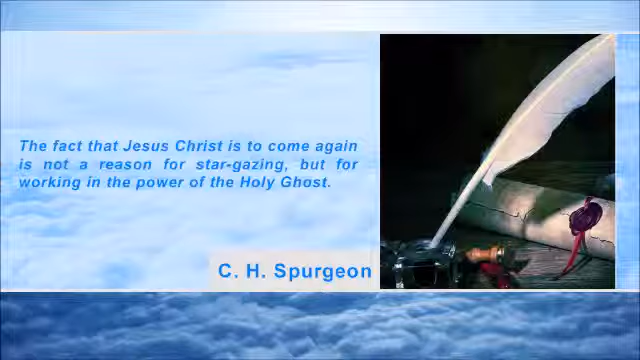 The fact that Jesus Christ is to come again
is not a reason for star-gazing, but for
working in the power of the Holy Ghost.
C. H. Spurgeon